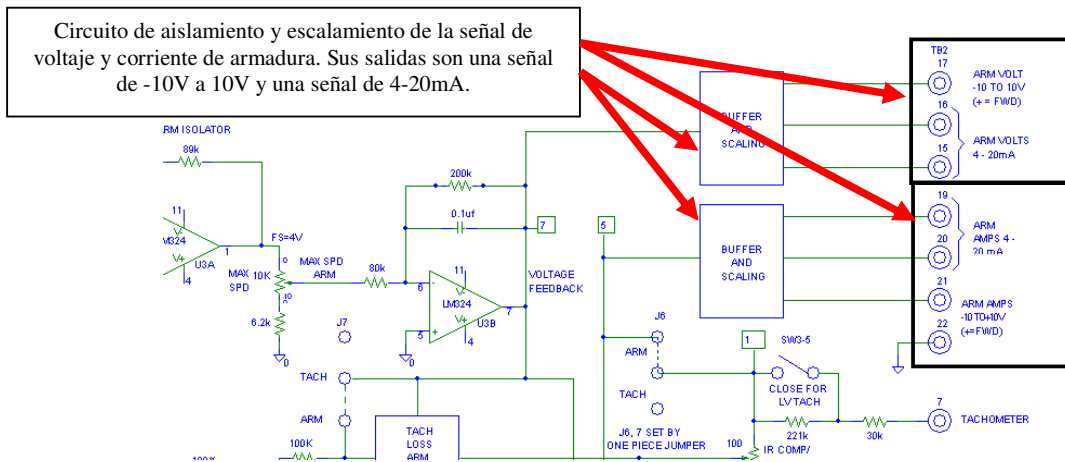 Circuito de aislamiento y escalamiento de la señal de
voltaje y corriente de armadura. Sus salidas son una señal
de -10V a 10V y una señal de 4-20mA.
TB2
17
ARM VOLT
-10 TO 10V
(+ = FWD)
16
ARM VOLTS
4 - 20mA
15
BUFFER
AND
SCALING
RM ISOLATOR
89k
200k
0.1uf
7
5
19
ARM
AMPS 4 -
20 mA
20
BUFFER
AND
SCALING
21
ARM AMPS
-10TO+10V
(+=FWD)
22
11
V-
M324
V+
U3A
1
4
FS=4V
MAX
SPD
10K
MAX SPD
ARM
80k
6.2k
0
11
6
V-
LM324
V+
U3B
7
5
4
0
VOLTAGE
FEEDBACK
J7
J6
ARM
TACH
1
SW3-5
CLOSE FOR
LVTACH
7
TACHOMETER
TACH
ARM
221k
30k
J6, 7 SET BY
ONE PIECE JUMPER
100
IR COMP/
100K
TACH
LOSS
ARM